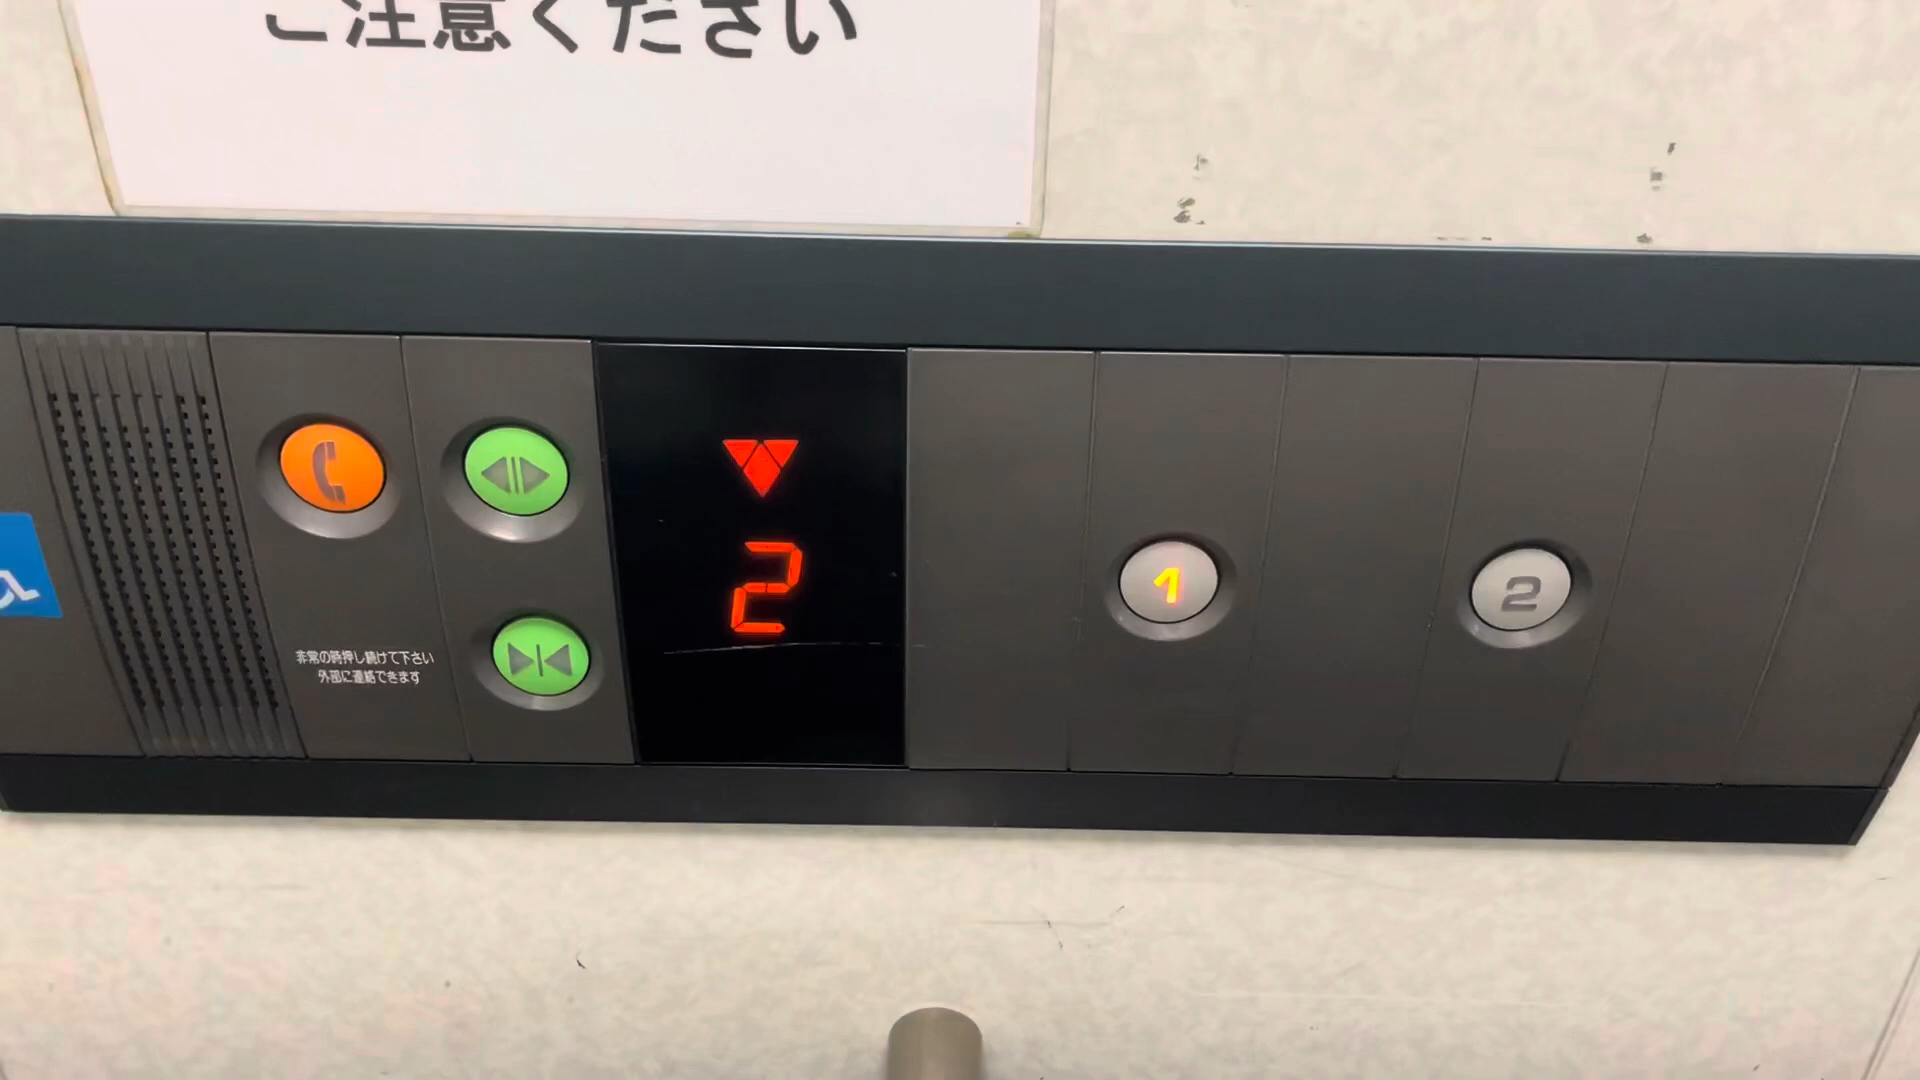 ご注意ください
2
1
2
非常の時押し続けて下さい
外部に連絡できます